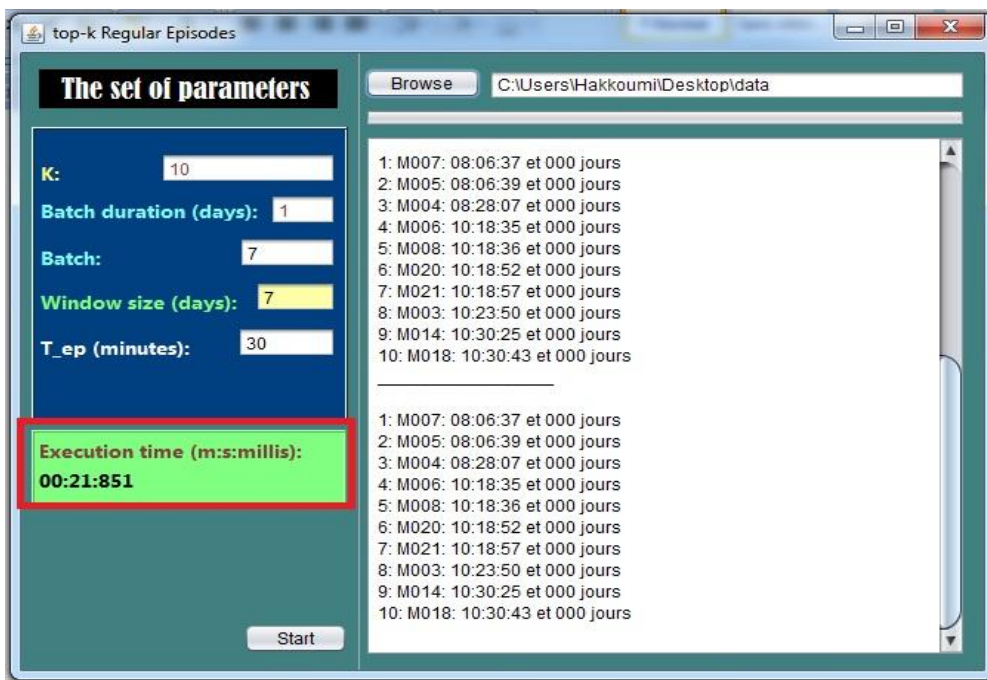 top-k Regular Episodes
The set of parameters
K: 10
Batch duration (days): 1
Batch: 7
Window size (days): 7
T_ep (minutes): 30
Execution time (m:s:millis):
00:21:851
Start
Browse C:\Users\Hakkoumi\Desktop\data
1: M007: 08:06:37 et 000 jours
2: M005: 08:06:39 et 000 jours
3: M004: 08:28:07 et 000 jours
4: M006: 10:18:35 et 000 jours
5: M008: 10:18:36 et 000 jours
6: M020: 10:18:52 et 000 jours
7: M021: 10:18:57 et 000 jours
8: M003: 10:23:50 et 000 jours
9: M014: 10:30:25 et 000 jours
10: M018: 10:30:43 et 000 jours
1: M007: 08:06:37 et 000 jours
2: M005: 08:06:39 et 000 jours
3: M004: 08:28:07 et 000 jours
4: M006: 10:18:35 et 000 jours
5: M008: 10:18:36 et 000 jours
6: M020: 10:18:52 et 000 jours
7: M021: 10:18:57 et 000 jours
8: M003: 10:23:50 et 000 jours
9: M014: 10:30:25 et 000 jours
10: M018: 10:30:43 et 000 jours